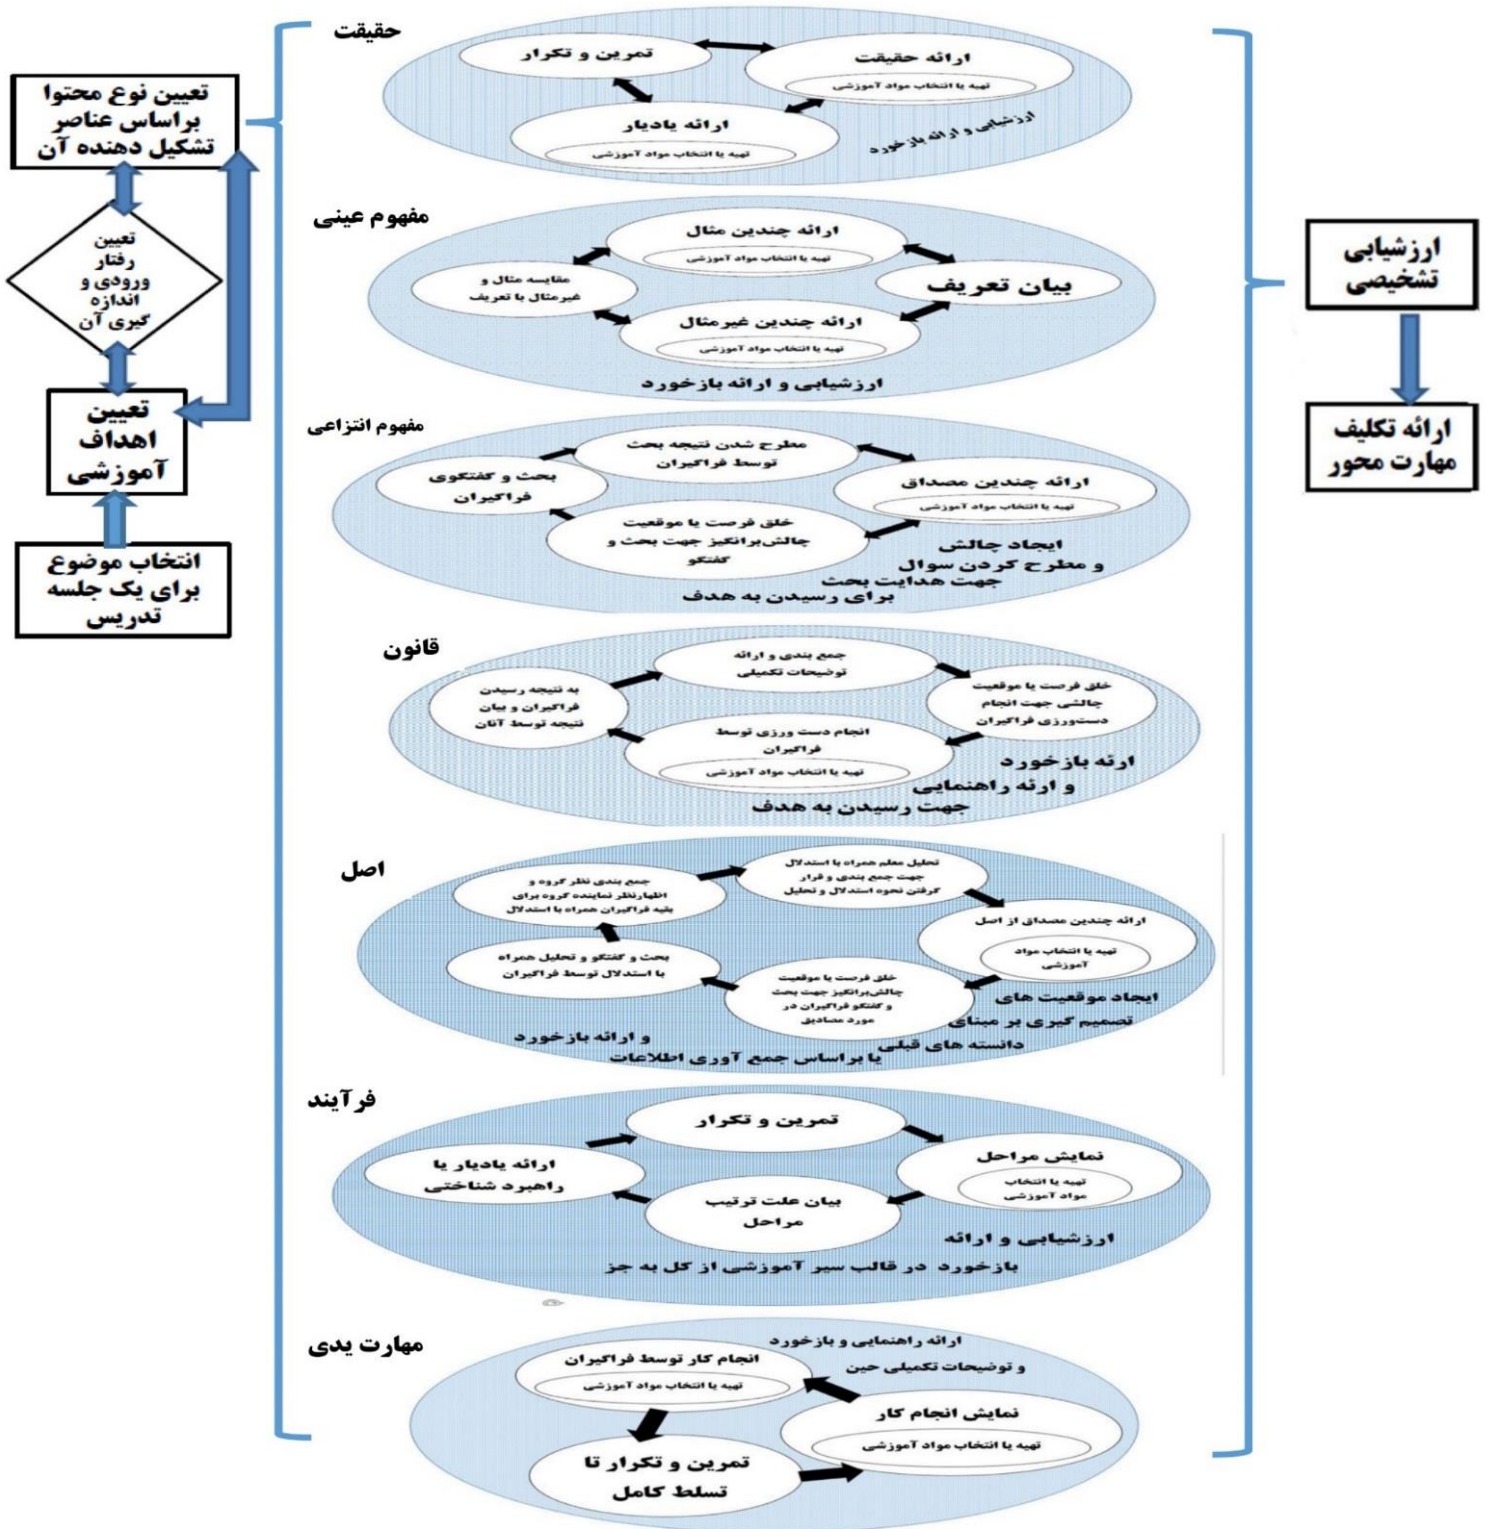 حقیقت
تمرین و تکرار
ارائه حقیقت
تهیه یا انتخاب مواد آموزشی
ارائه یادیار
تهیه یا انتخاب مواد آموزشی
ارزشیابی و ارائه بازخورد
تعیین نوع محتوا
براساس عناصر
تشکیل دهنده آن
تعیین
رفتار
ورودی و
اندازه
گیری آن
تعیین
اهداف
آموزشی
انتخاب موضوع
برای یک جلسه
تدریس
مفهوم عینی
ارائه چندین مثال
تهیه یا انتخاب مواد آموزشی
بیان تعریف
مقایسه مثال و
غیرمثال با تعریف
ارائه چندین غیرمثال
تهیه یا انتخاب مواد آموزشی
ارزشیابی و ارائه بازخورد
ارزشیابی
تشخیصی
ارائه تکلیف
مهارت محور
مفهوم انتزاعی
مطرح شدن نتیجه بحث
توسط فراگیران
بحث و گفتگوی
فراگیران
ارائه چندین مصداق
تهیه یا انتخاب مواد آموزشی
خلق فرصت یا موقعیت
چالش‌برانگیز جهت بحث و
گفتگو
ایجاد چالش
و مطرح کردن سوال
جهت هدایت بحث
برای رسیدن به هدف
قانون
جمع بندی و ارائه
توضیحات تکمیلی
خلق فرصت یا موقعیت
چالشی جهت انجام
دست‌ورزی فراگیران
به نتیجه رسیدن
فراگیران و بیان
نتیجه توسط آنان
انجام دست ورزی توسط
فراگیران
تهیه یا انتخاب مواد آموزشی
ارئه بازخورد
و ارئه راهنمایی
جهت رسیدن به هدف
اصل
تحلیل معلم همراه با استدلال
جهت جمع بندی و قرار
گرفتن نحوه استدلال و تحلیل
جمع بندی نظر گروه و
اظهارنظر نماینده گروه برای
بقیه فراگیران همراه با استدلال
ارائه چندین مصداق از اصل
تهیه یا انتخاب مواد
آموزشی
بحث و گفتگو و تحلیل همراه
با استدلال توسط فراگیران
خلق فرصت یا موقعیت
چالش‌برانگیز جهت بحث
و گفتگو فراگیران در
مورد مصادیق
ایجاد موقعیت های
تصمیم گیری بر مبنای
دانسته های قبلی
یا براساس جمع آوری اطلاعات
و ارائه بازخورد
فرآیند
تمرین و تکرار
نمایش مراحل
تهیه یا انتخاب
مواد آموزشی
ارائه یادیار یا
راهبرد شناختی
بیان علت ترتیب
مراحل
ارزشیابی و ارائه
بازخورد در قالب سیر آموزشی از کل به جز
مهارت یدی
ارائه راهنمایی و بازخورد
و توضیحات تکمیلی حین
انجام کار توسط فراگیران
تهیه یا انتخاب مواد آموزشی
نمایش انجام کار
تهیه یا انتخاب مواد آموزشی
تمرین و تکرار تا
تسلط کامل